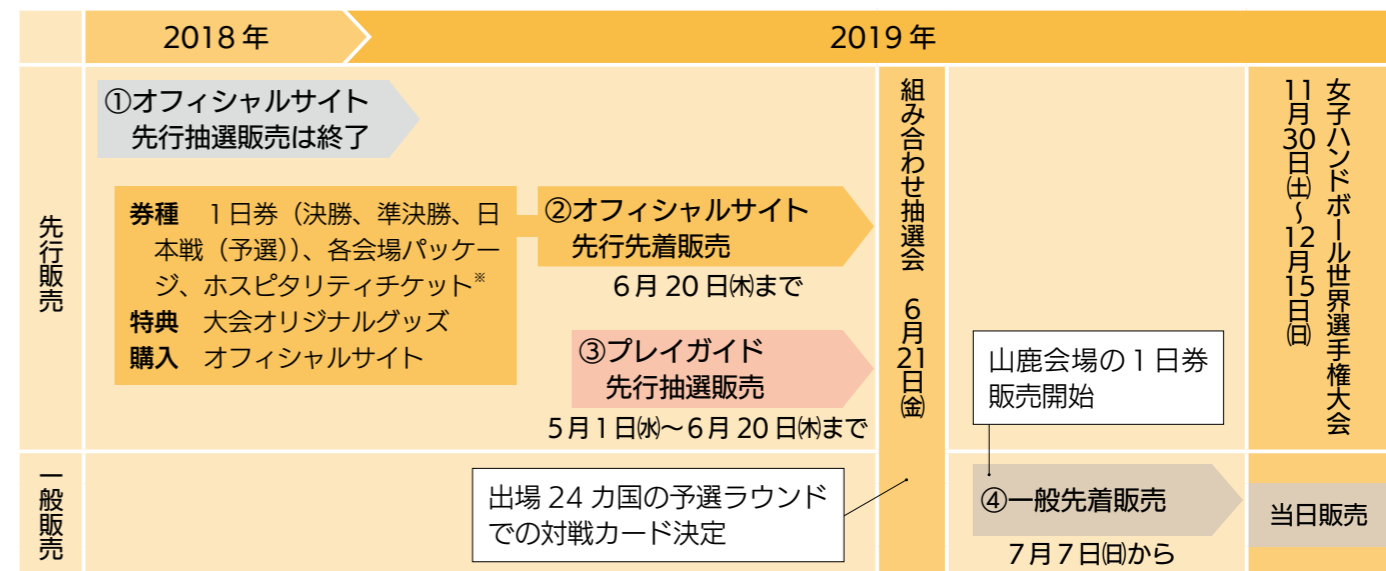 2018年
2019年
先行販売
①オフィシャルサイト
先行抽選販売は終了
券種　1日券（決勝、準決勝、日
本戦（予選））、各会場パッケー
ジ、ホスピタリティチケット※
特典　大会オリジナルグッズ
購入　オフィシャルサイト
②オフィシャルサイト
先行先着販売
6月20日㈭まで
③プレイガイド
先行抽選販売
5月1日㈬～6月20日㈭まで
組み合わせ抽選会　6月21日㈮
山鹿会場の1日券
販売開始
女子ハンドボール世界選手権大会
11月30日㈯～12月15日㈰
一般販売
出場24カ国の予選ラウンド
での対戦カード決定
④一般先着販売
7月7日㈰から
当日販売